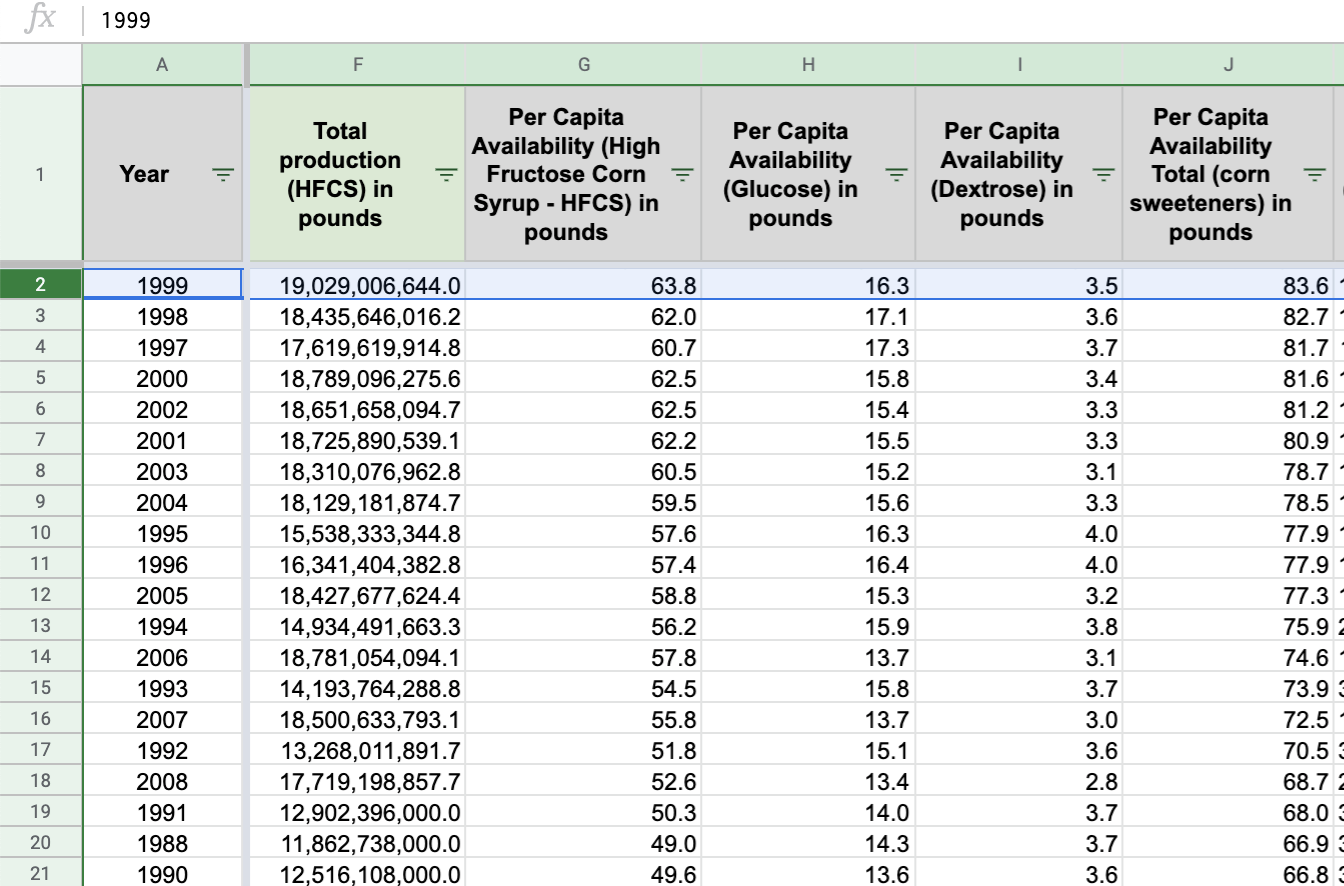 fx 1999
A F G H I J
1 Year Total production (HFCS) in pounds Per Capita Availability (High Fructose Corn Syrup - HFCS) in pounds Per Capita Availability (Glucose) in pounds Per Capita Availability (Dextrose) in pounds Per Capita Availability Total (corn sweeteners) in pounds
2 1999 19,029,006,644.0 63.8 16.3 3.5 83.6
3 1998 18,435,646,016.2 62.0 17.1 3.6 82.7
4 1997 17,619,619,914.8 60.7 17.3 3.7 81.7
5 2000 18,789,096,275.6 62.5 15.8 3.4 81.6
6 2002 18,651,658,094.7 62.5 15.4 3.3 81.2
7 2001 18,725,890,539.1 62.2 15.5 3.3 80.9
8 2003 18,310,076,962.8 60.5 15.2 3.1 78.7
9 2004 18,129,181,874.7 59.5 15.6 3.3 78.5
10 1995 15,538,333,344.8 57.6 16.3 4.0 77.9
11 1996 16,341,404,382.8 57.4 16.4 4.0 77.9
12 2005 18,427,677,624.4 58.8 15.3 3.2 77.3
13 1994 14,934,491,663.3 56.2 15.9 3.8 75.9
14 2006 18,781,054,094.1 57.8 13.7 3.1 74.6
15 1993 14,193,764,288.8 54.5 15.8 3.7 73.9
16 2007 18,500,633,793.1 55.8 13.7 3.0 72.5
17 1992 13,268,011,891.7 51.8 15.1 3.6 70.5
18 2008 17,719,198,857.7 52.6 13.4 2.8 68.7
19 1991 12,902,396,000.0 50.3 14.0 3.7 68.0
20 1988 11,862,738,000.0 49.0 14.3 3.7 66.9
21 1990 12,516,108,000.0 49.6 13.6 3.6 66.8